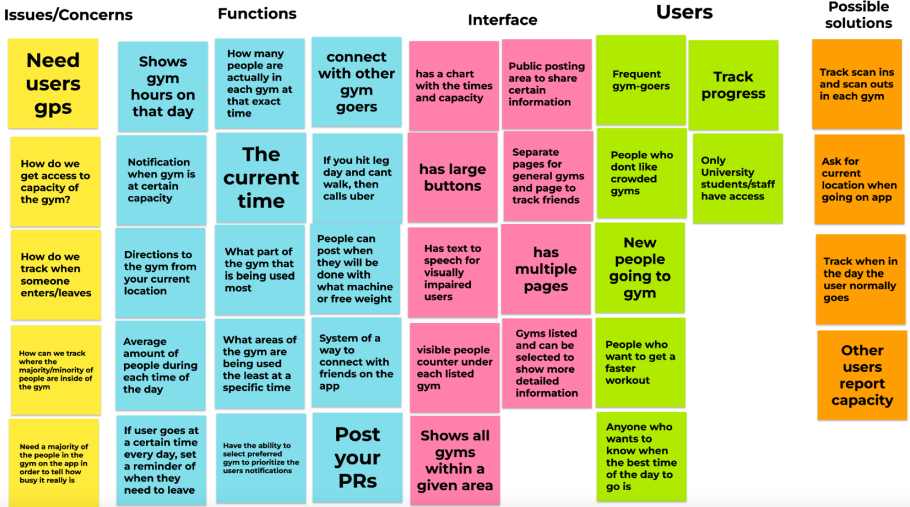 Issues/Concerns
Functions
Interface
Users
Possible
solutions
Need
users
gps
How do we
get access to
capacity of
the gym?
How do we
track when
someone
enters/leaves
How can we track
where the
majority/minority of
people are inside of
the gym
Need a majority of
the people in the
gym on the app in
order to tell how
busy it really is
Shows
gym
hours on
that day
Notification
when gym is
at certain
capacity
Directions to
the gym from
your current
location
Average
amount of
people during
each time of
the day
If user goes at
a certain time
every day, set
a reminder of
when they
need to leave
How many
people are
actually in
each gym at
that exact
time
The
current
time
What part of
the gym that
is being used
most
What areas of
the gym are
being used
the least at a
specific time
Have the ability to
select preferred
gym to prioritize the
users notifications
connect
with other
gym
goers
If you hit leg
day and cant
walk, then
calls uber
People can
post when
they will be
done with
what machine
or free weight
System of a
way to
connect with
friends on the
app
Post
your
PRs
has a chart
with the times
and capacity
has large
buttons
Has text to
speech for
visually
impaired
users
visible people
counter under
each listed
gym
Shows all
gyms
within a
given area
Public posting
area to share
certain
information
Separate
pages for
general gyms
and page to
track friends
has
multiple
pages
Gyms listed
and can be
selected to
show more
detailed
information
Frequent
gym-goers
People who
dont like
crowded
gyms
New
people
going to
gym
People who
want to get a
faster
workout
Anyone who
wants to
know when
the best time
of the day to
go is
Track
progress
Only
University
students/staff
have access
Track scan ins
and scan outs
in each gym
Ask for
current
location when
going on app
Track when in
the day the
user normally
goes
Other
users
report
capacity